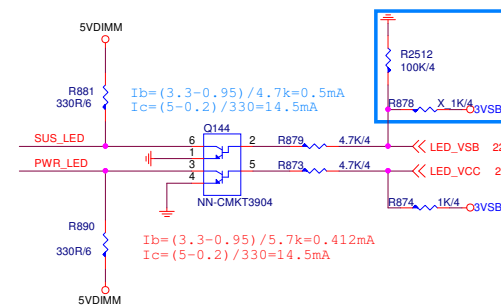 5VDIMM
R2512
100K/4
R881
330R/6
Ib=(3.3-0.95)/4.7k=0.5mA
Ic=(5-0.2)/330=14.5mA
R878
X_1K/4
3VSB
Q144
SUS_LED
6
1
2
R879
4.7K/4
LED_VSB
22
PWR_LED
3
4
5
R873
4.7K/4
LED_VCC
2
NN-CMKT3904
R874
1K/4
3VSB
R890
330R/6
Ib=(3.3-0.95)/5.7k=0.412mA
Ic=(5-0.2)/330=14.5mA
5VDIMM